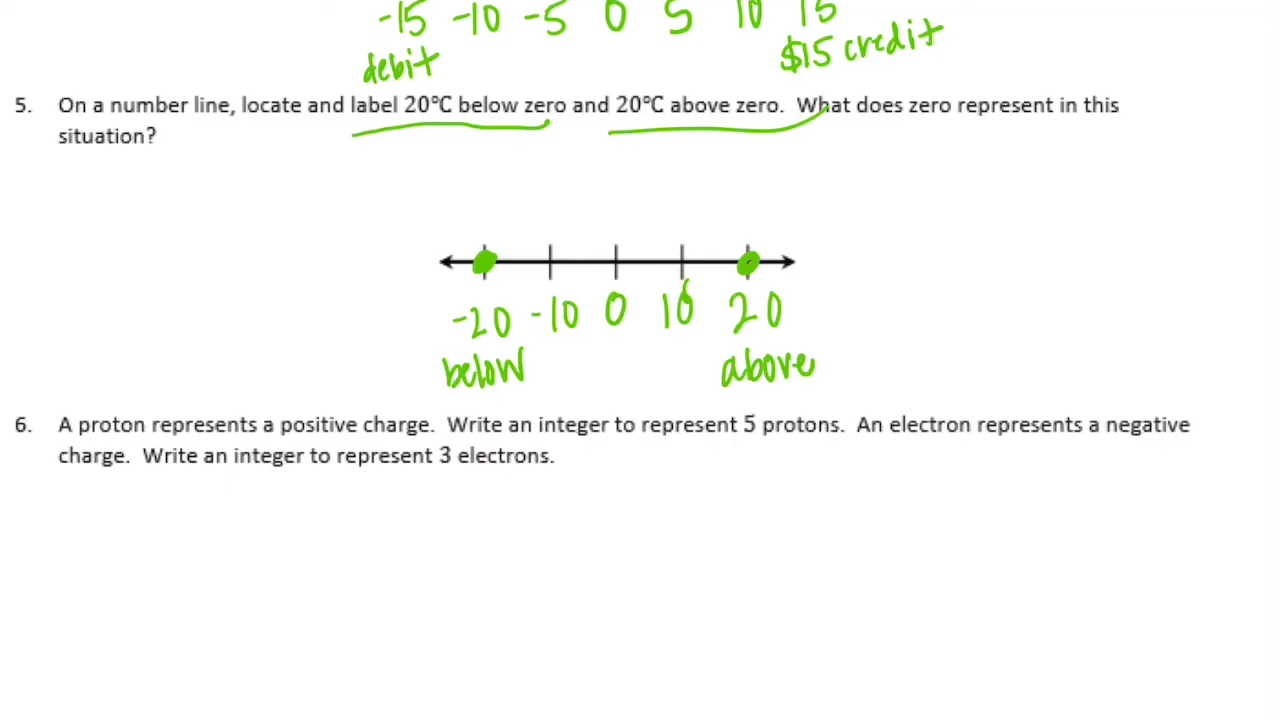 -15 -10 -5 0 5 10 15
debit $15 credit
5. On a number line, locate and label 20°C below zero and 20°C above zero. What does zero represent in this
situation?
-20 -10 0 10 20
below above
6. A proton represents a positive charge. Write an integer to represent 5 protons. An electron represents a negative
charge. Write an integer to represent 3 electrons.